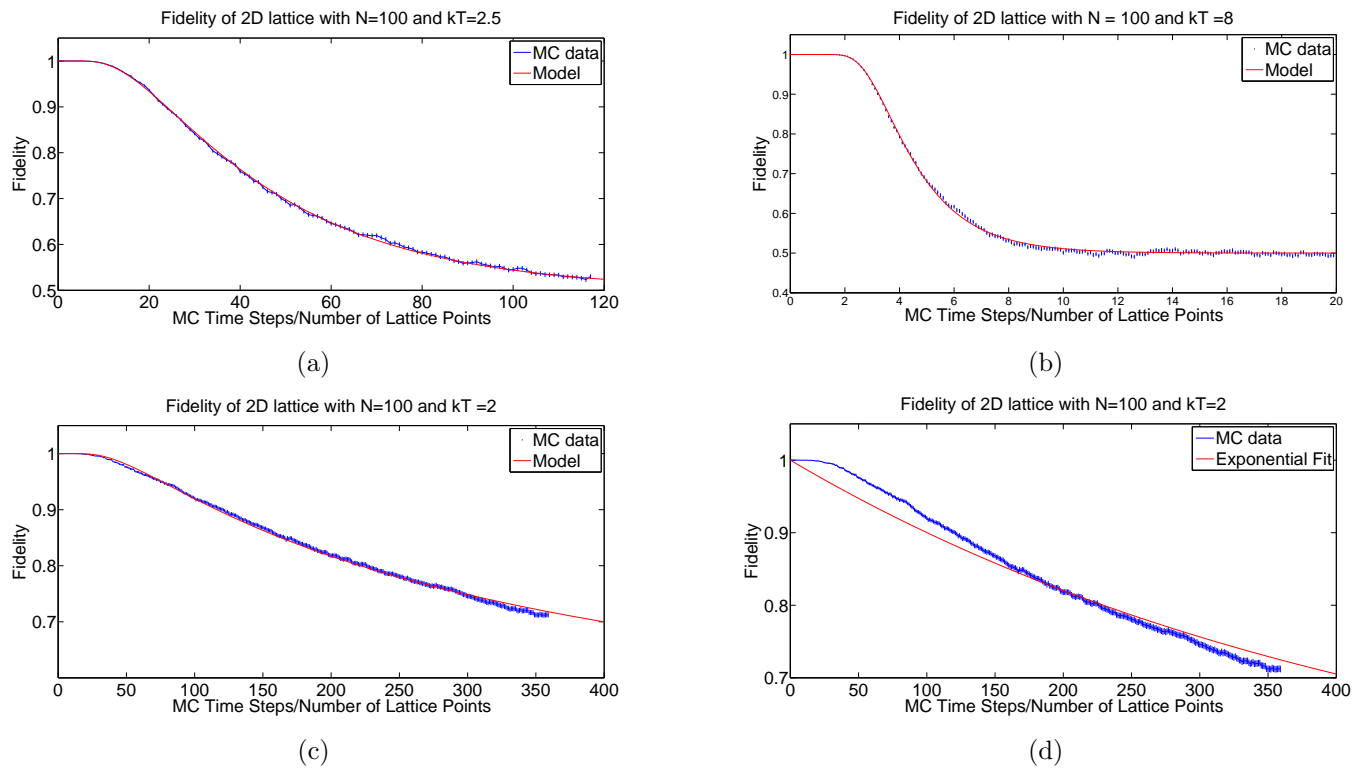 Fidelity of 2D lattice with N=100 and kT=2.5
1
0.9
0.8
0.7
0.6
0.5
Fidelity
MC data
Model
0 20 40 60 80 100 120
MC Time Steps/Number of Lattice Points
(a)
Fidelity of 2D lattice with N = 100 and kT =8
1
0.9
0.8
0.7
0.6
0.5
0.4
Fidelity
MC data
Model
0 2 4 6 8 10 12 14 16 18 20
MC Time Steps/Number of Lattice Points
(b)
Fidelity of 2D lattice with N=100 and kT =2
1
0.9
0.8
0.7
Fidelity
MC data
Model
0 50 100 150 200 250 300 350 400
MC Time Steps/Number of Lattice Points
(c)
Fidelity of 2D lattice with N=100 and kT=2
1
0.9
0.8
0.7
Fidelity
MC data
Exponential Fit
0 50 100 150 200 250 300 350 400
MC Time Steps/Number of Lattice Points
(d)